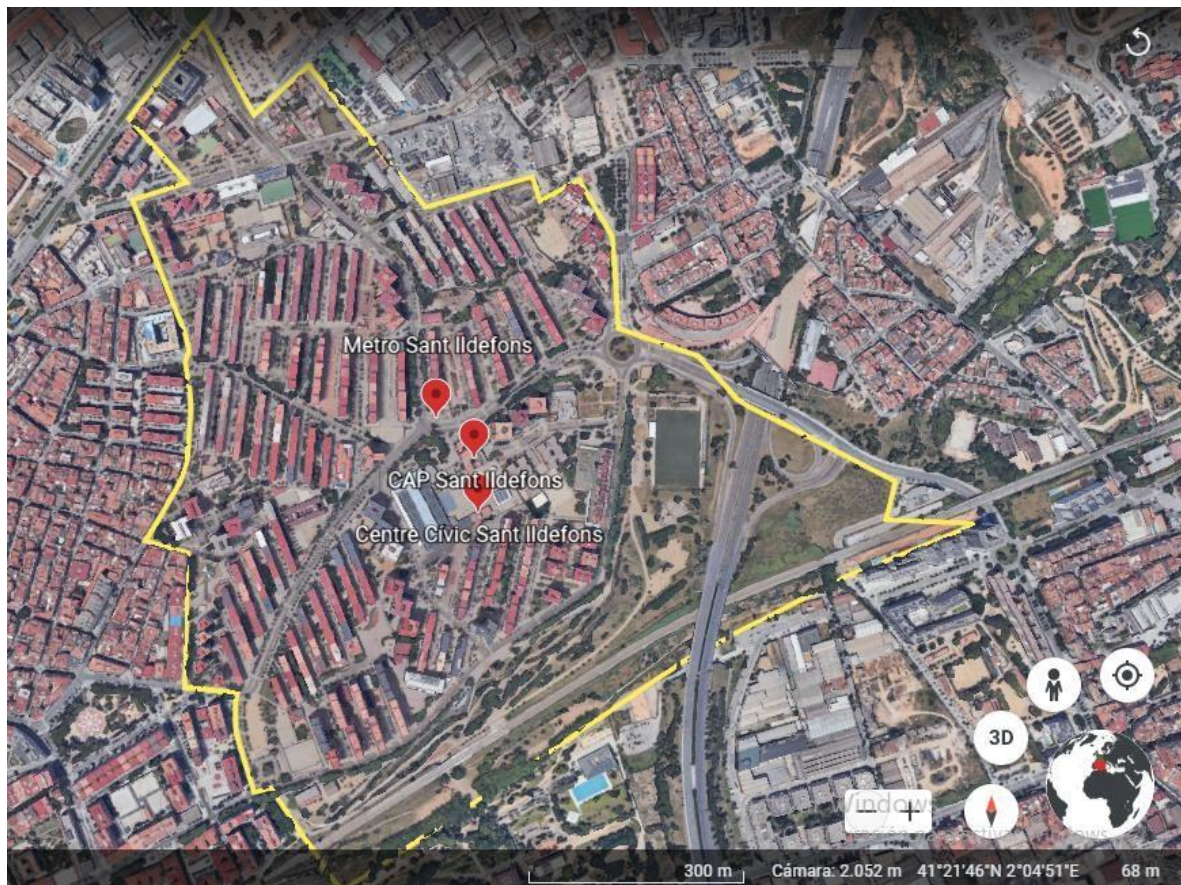 Metro Sant Ildefons
CAP Sant Ildefons
Centre Cívic Sant Ildefons
3D
Windows
300 m
Cámara: 2.052 m
41°21'46"N 2°04'51"E
68 m